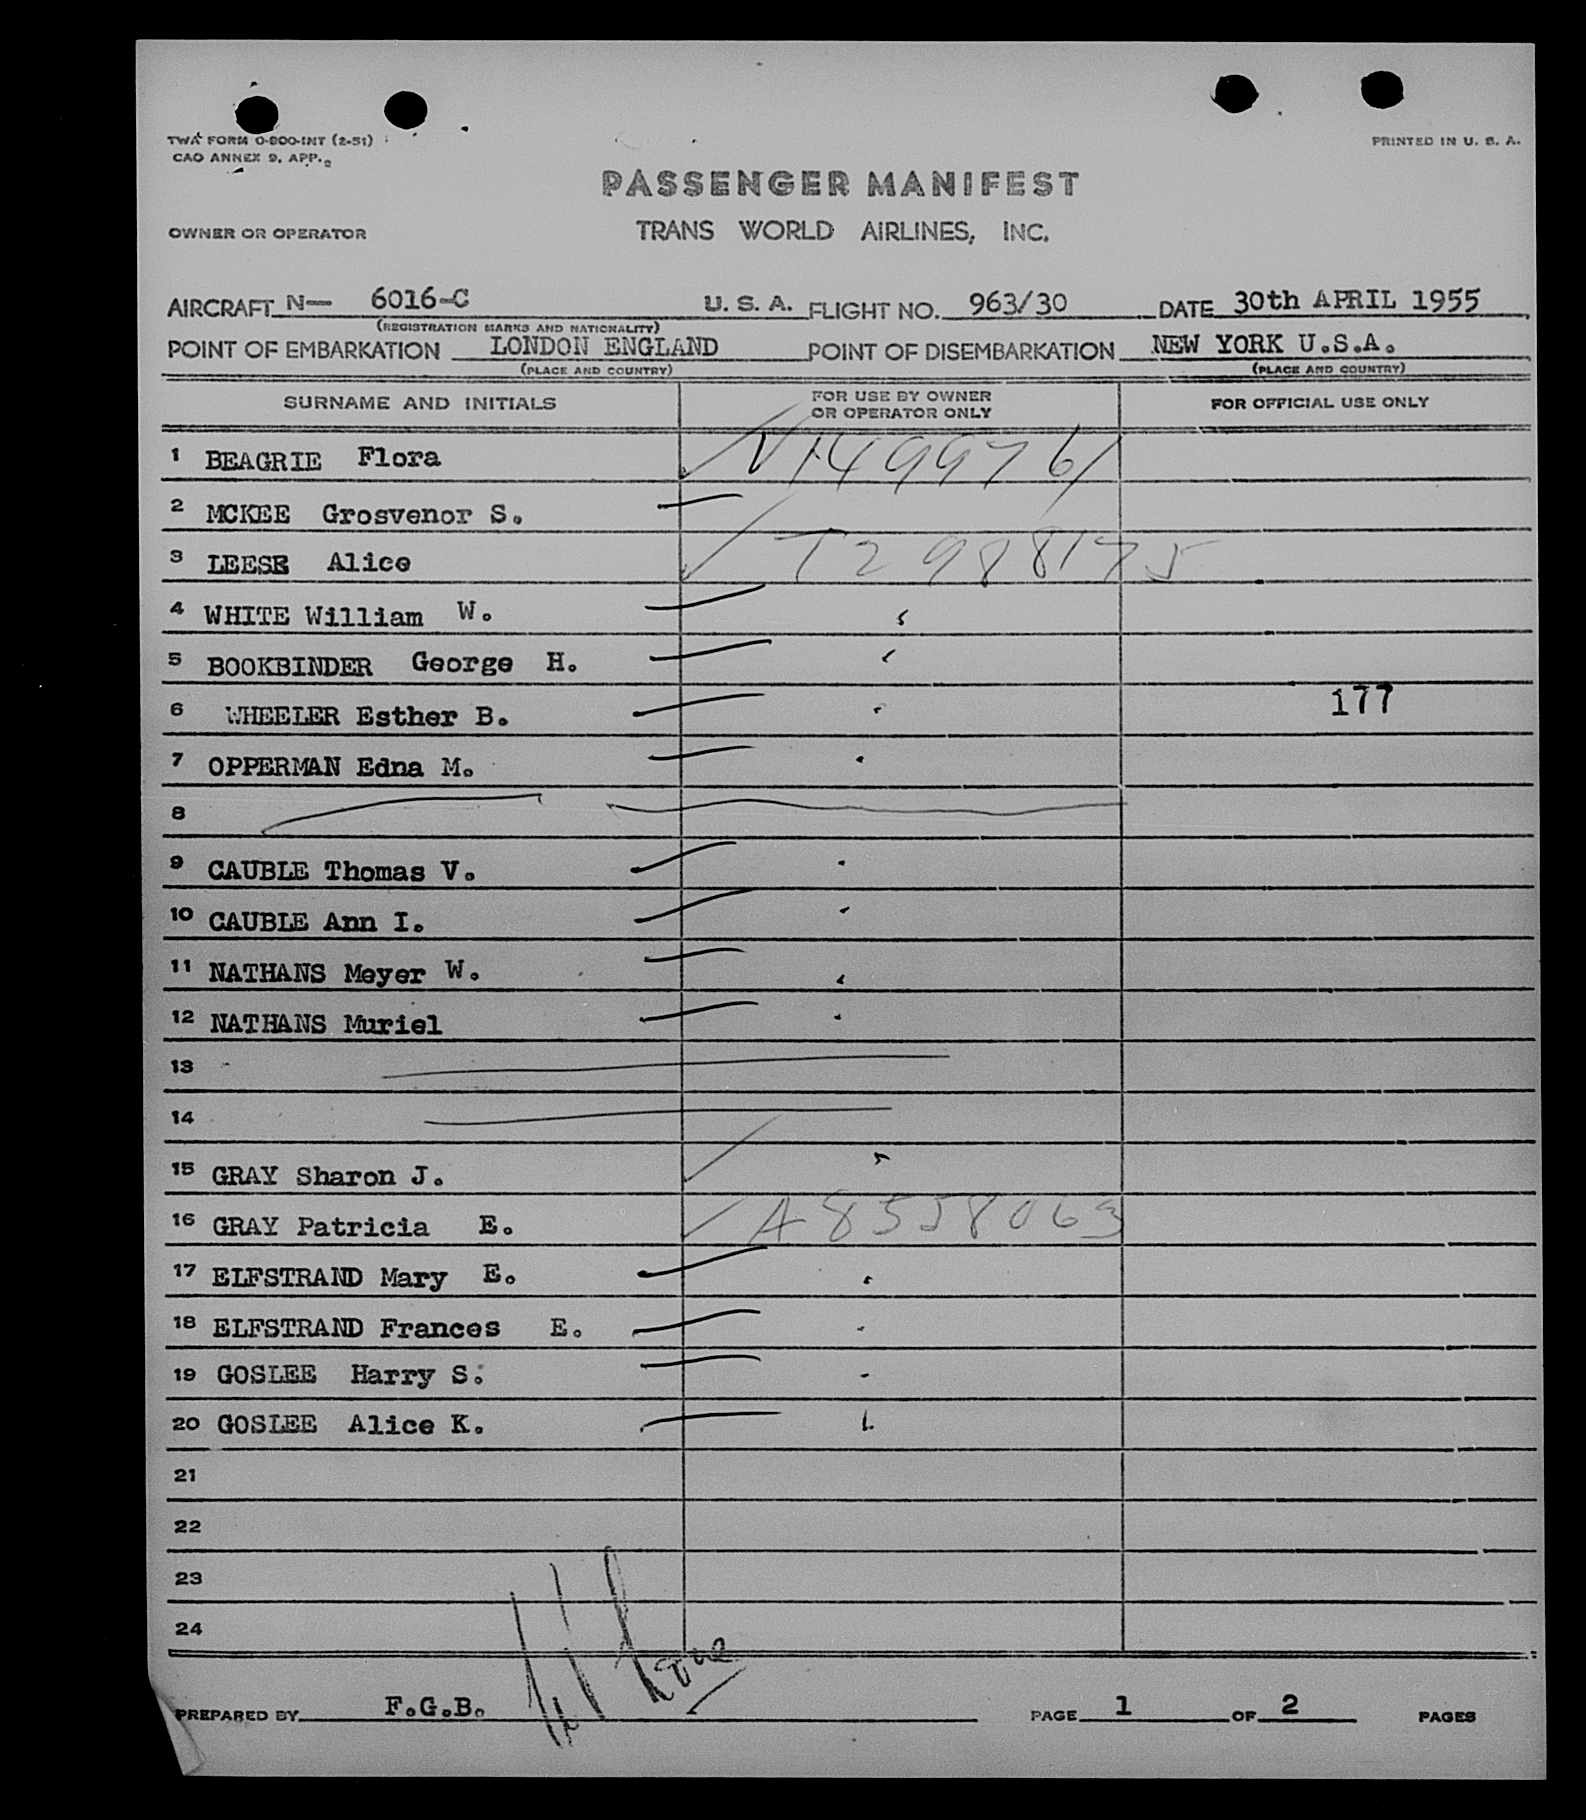 TWA FORM O-800-INT (2-51)
CAO ANNEX 9, APP.
PRINTED IN U. S. A.
PASSENGER MANIFEST
OWNER OR OPERATOR TRANS WORLD AIRLINES, INC.
AIRCRAFT N— 6016-C U. S. A. FLIGHT NO. 963/30 DATE 30th APRIL 1955
(REGISTRATION MARKS AND NATIONALITY)
POINT OF EMBARKATION LONDON ENGLAND POINT OF DISEMBARKATION NEW YORK U.S.A.
(PLACE AND COUNTRY) (PLACE AND COUNTRY)
SURNAME AND INITIALS FOR USE BY OWNER OR OPERATOR ONLY FOR OFFICIAL USE ONLY
1 BEAGRIE Flora
2 MCKEE Grosvenor S.
3 LEESE Alice T2988175
4 WHITE William W.
5 BOOKBINDER George H.
6 WHEELER Esther B. 177
7 OPPERMAN Edna M.
8
9 CAUBLE Thomas V.
10 CAUBLE Ann I.
11 NATHANS Meyer W.
12 NATHANS Muriel
13
14
15 GRAY Sharon J.
16 GRAY Patricia E. A8558063
17 ELFSTRAND Mary E.
18 ELFSTRAND Frances E.
19 GOSLEE Harry S.
20 GOSLEE Alice K.
21
22
23
24
PREPARED BY F.G.B. PAGE 1 OF 2 PAGES